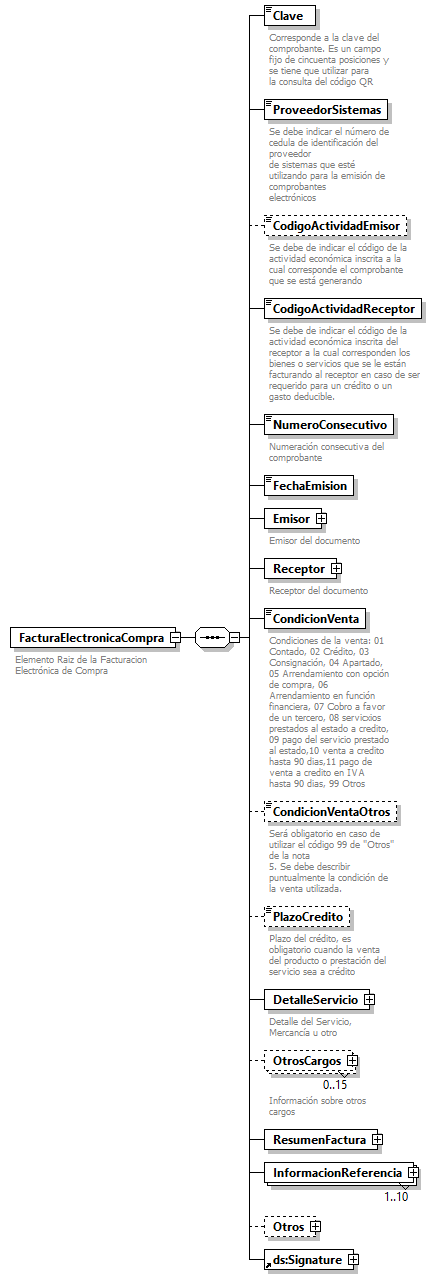 Clave
Corresponde a la clave del
comprobante. Es un campo
fijo de cincuenta posiciones y
se tiene que utilizar para
la consulta del código QR
ProveedorSistemas
Se debe indicar el número de
cedula de identificación del
proveedor
de sistemas que esté
utilizando para la emisión de
comprobantes
electrónicos
CodigoActividadEmisor
Se debe de indicar el código de la
actividad económica inscrita a la
cual corresponde el comprobante
que se está generando
CodigoActividadReceptor
Se debe de indicar el código de la
actividad económica inscrita del
receptor a la cual corresponden los
bienes o servicios que se le están
facturando al receptor en caso de ser
requerido para un crédito o un
gasto deducible.
NumeroConsecutivo
Numeración consecutiva del
comprobante
FechaEmision
Emisor
Emisor del documento
Receptor
Receptor del documento
FacturaElectronicaCompra
Elemento Raiz de la Facturacion
Electrónica de Compra
CondicionVenta
Condiciones de la venta: 01
Contado, 02 Crédito, 03
Consignación, 04 Apartado,
05 Arrendamiento con opción
de compra, 06
Arrendamiento en función
financiera, 07 Cobro a favor
de un tercero, 08 servicxios
prestados al estado a credito,
09 pago del servicio prestado
al estado,10 venta a credito
hasta 90 dias,11 pago de
venta a credito en IVA
hasta 90 dias, 99 Otros
CondicionVentaOtros
Será obligatorio en caso de
utilizar el código 99 de "Otros"
de la nota
5. Se debe describir
puntualmente la condición de
la venta utilizada.
PlazoCredito
Plazo del crédito, es
obligatorio cuando la venta
del producto o prestación del
servicio sea a crédito
DetalleServicio
Detalle del Servicio,
Mercancía u otro
OtrosCargos
0..15
Información sobre otros
cargos
ResumenFactura
InformacionReferencia
1..10
Otros
ds:Signature